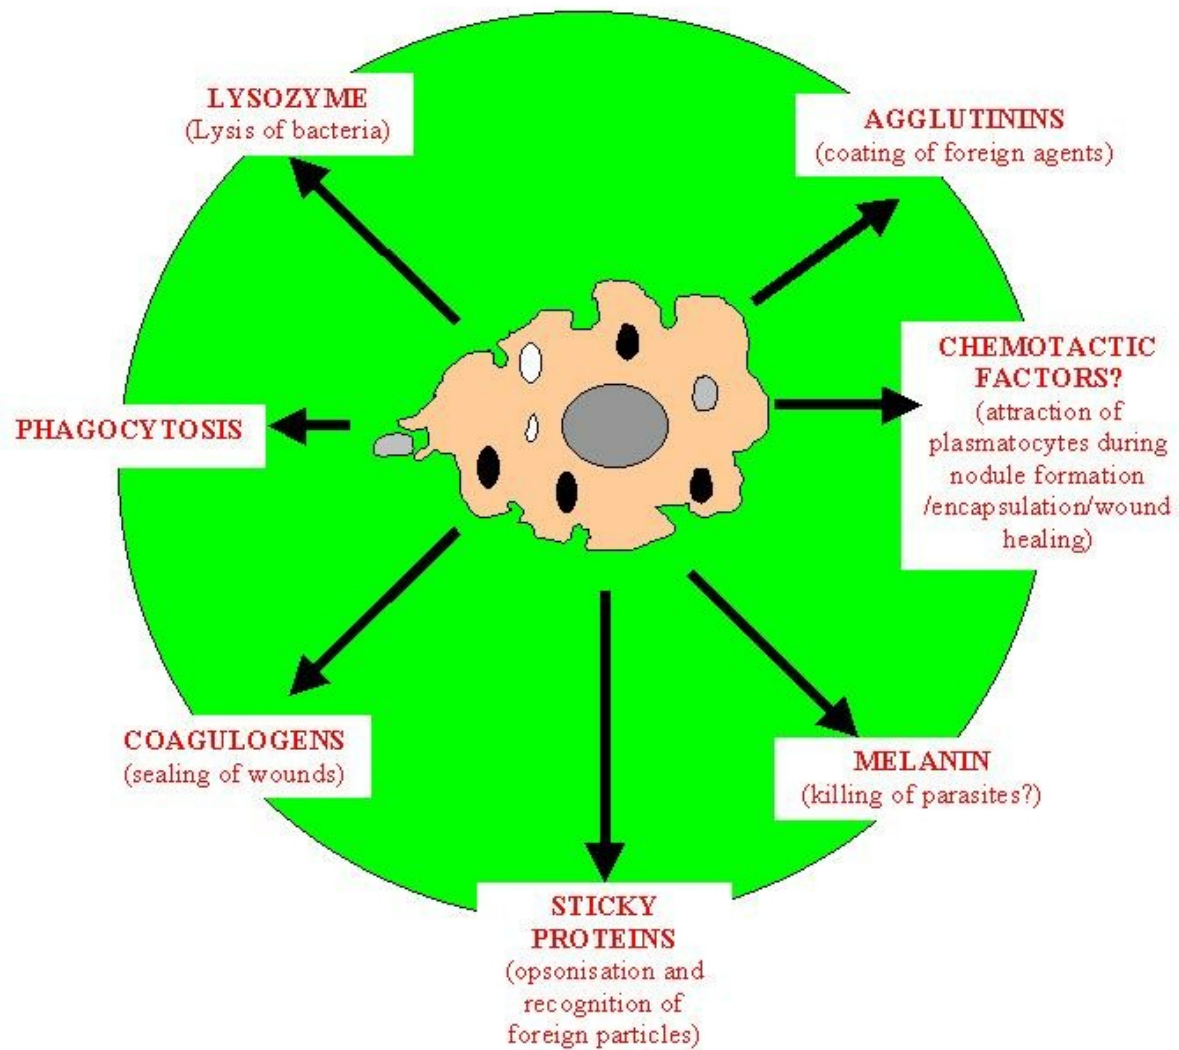 LYSOZYME
(Lysis of bacteria)
AGGLUTININS
(coating of foreign agents)
CHEMOTACTIC
FACTORS?
(attraction of
plasmatocytes during
nodule formation
/encapsulation/wound
healing)
PHAGOCYTOSIS
COAGULOGENS
(sealing of wounds)
MELANIN
(killing of parasites?)
STICKY
PROTEINS
(opsonisation and
recognition of
foreign particles)